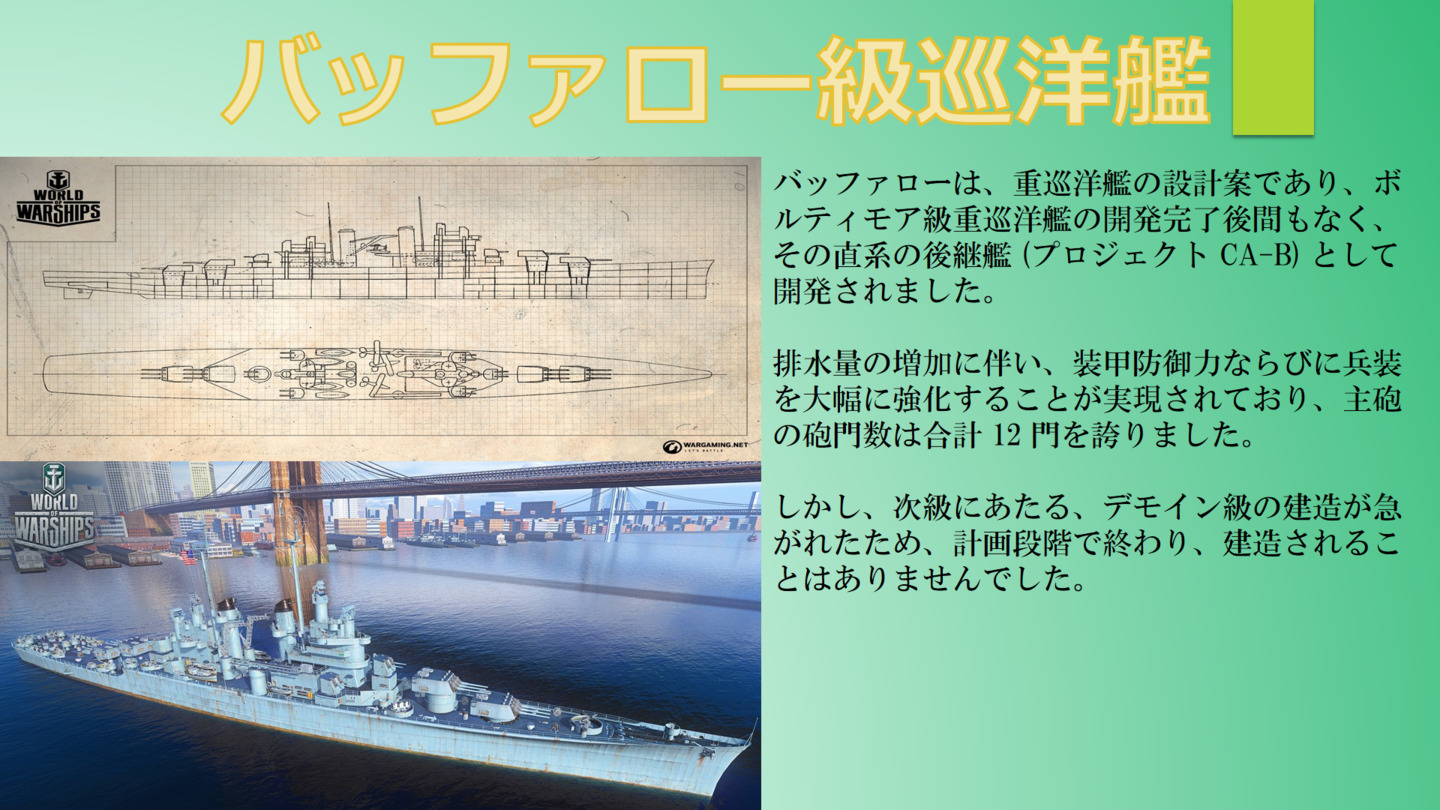 バッファロー級巡洋艦
WORLD
OF
WARSHIPS
WARGAMING.NET
LET'S BATTLE
WORLD
OF
WARSHIPS
バッファローは、重巡洋艦の設計案であり、ボ
ルティモア級重巡洋艦の開発完了後間もなく、
その直系の後継艦 (プロジェクト CA-B) として
開発されました。
排水量の増加に伴い、装甲防御力ならびに兵装
を大幅に強化することが実現されており、主砲
の砲門数は合計 12 門を誇りました。
しかし、次級にあたる、デモイン級の建造が急
がれたため、計画段階で終わり、建造されるこ
とはありませんでした。